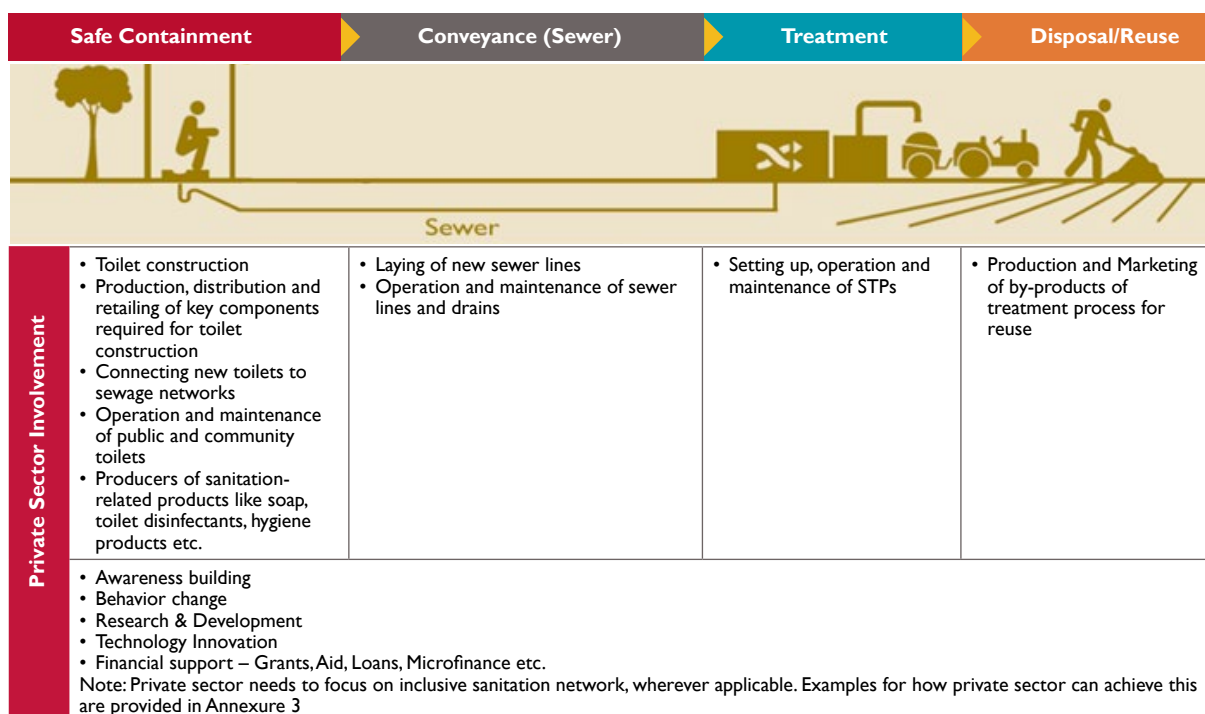 Safe Containment
Conveyance (Sewer)
Treatment
Disposal/Reuse
Sewer
Private Sector Involvement
• Toilet construction
• Production, distribution and
retailing of key components
required for toilet
construction
• Connecting new toilets to
sewage networks
• Operation and maintenance
of public and community
toilets
• Producers of sanitation-
related products like soap,
toilet disinfectants, hygiene
products etc.
• Laying of new sewer lines
• Operation and maintenance of sewer
lines and drains
• Setting up, operation and
maintenance of STPs
• Production and Marketing
of by-products of
treatment process for
reuse
• Awareness building
• Behavior change
• Research & Development
• Technology Innovation
• Financial support – Grants, Aid, Loans, Microfinance etc.
Note: Private sector needs to focus on inclusive sanitation network, wherever applicable. Examples for how private sector can achieve this
are provided in Annexure 3